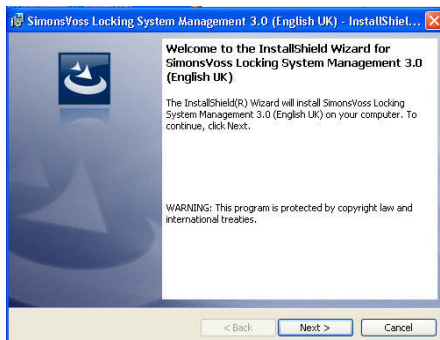 SimonsVoss Locking System Management 3.0 (English UK) - InstallShiel...
Welcome to the InstallShield Wizard for
SimonsVoss Locking System Management 3.0
(English UK)
The InstallShield(R) Wizard will install SimonsVoss Locking
System Management 3.0 (English UK) on your computer. To
continue, click Next.
WARNING: This program is protected by copyright law and
international treaties.
< Back Next > Cancel